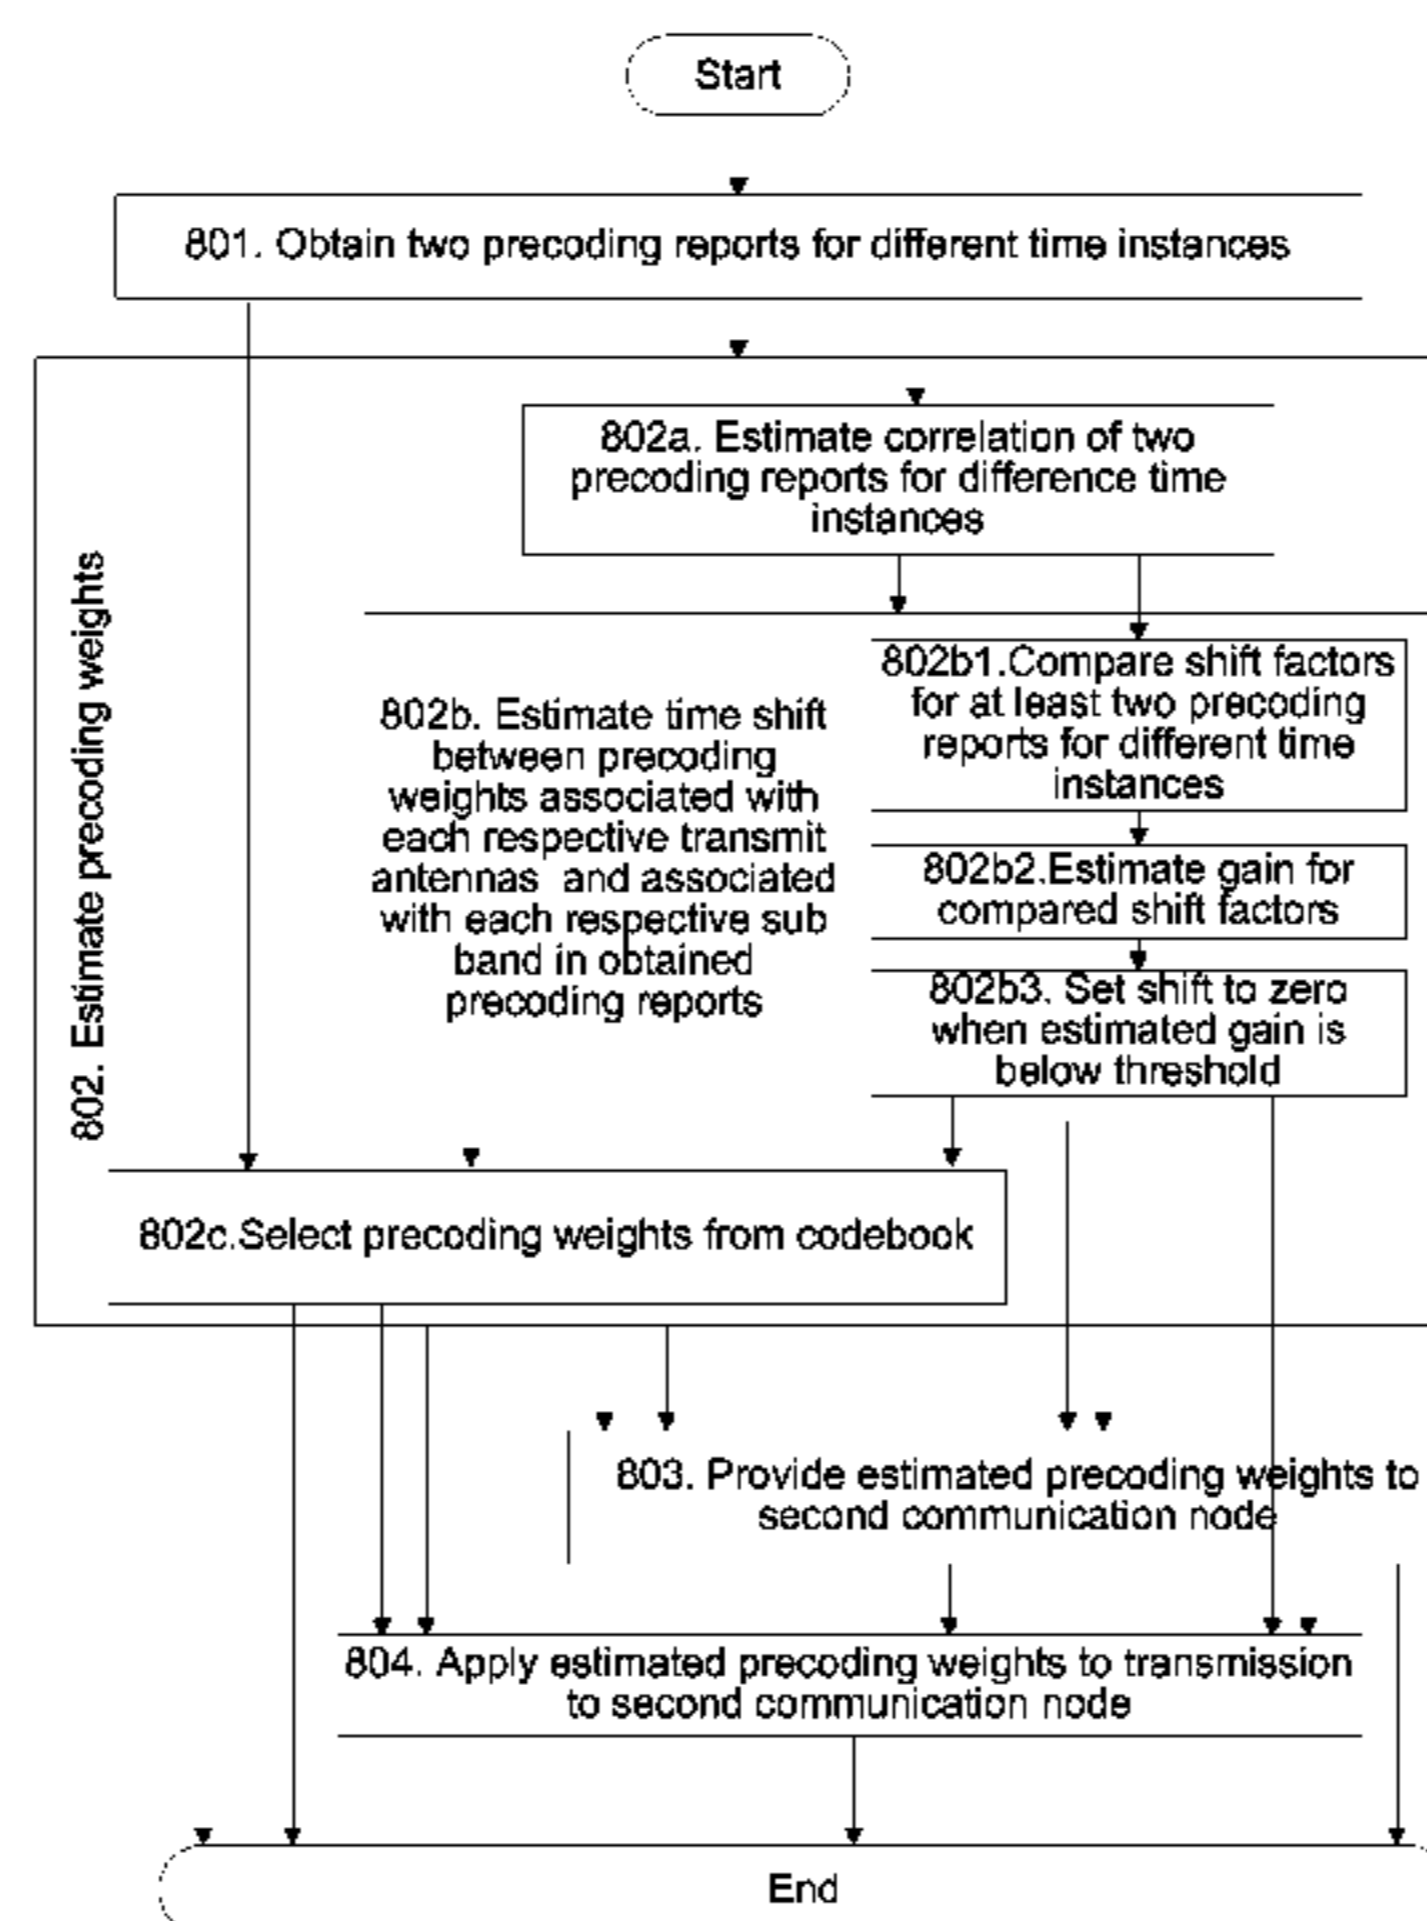 Start
801. Obtain two precoding reports for different time instances
802. Estimate precoding weights
802a. Estimate correlation of two
precoding reports for difference time
instances
802b. Estimate time shift
between precoding
weights associated with
each respective transmit
antennas and associated
with each respective sub
band in obtained
precoding reports
802b1.Compare shift factors
for at least two precoding
reports for different time
instances
802b2.Estimate gain for
compared shift factors
802b3. Set shift to zero
when estimated gain is
below threshold
802c.Select precoding weights from codebook
803. Provide estimated precoding weights to
second communication node
804. Apply estimated precoding weights to transmission
to second communication node
End